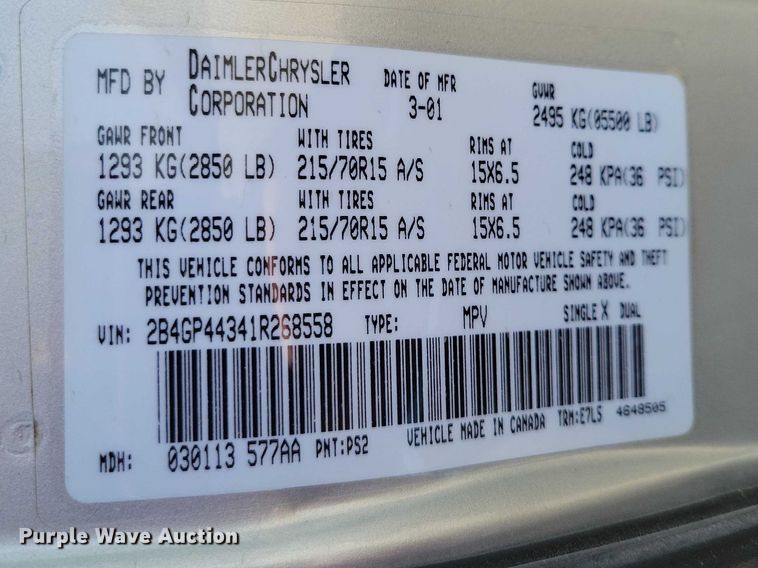 MFD BY DAIMLERCHRYSLER CORPORATION DATE OF MFR 3-01 GVWR 2495 KG(05500 LB)
GAWR FRONT WITH TIRES RIMS AT COLD
1293 KG(2850 LB) 215/70R15 A/S 15X6.5 248 KPA(36 PSI)
GAWR REAR WITH TIRES RIMS AT COLD
1293 KG(2850 LB) 215/70R15 A/S 15X6.5 248 KPA(36 PSI)
THIS VEHICLE CONFORMS TO ALL APPLICABLE FEDERAL MOTOR VEHICLE SAFETY AND THEFT
PREVENTION STANDARDS IN EFFECT ON THE DATE OF MANUFACTURE SHOWN ABOVE.
VIN: 2B4GP44341R268558 TYPE: MPV SINGLE X DUAL
MDH: 030113 577AA PNT:PS2 VEHICLE MADE IN CANADA TRM:E7LS 4648505
Purple Wave Auction